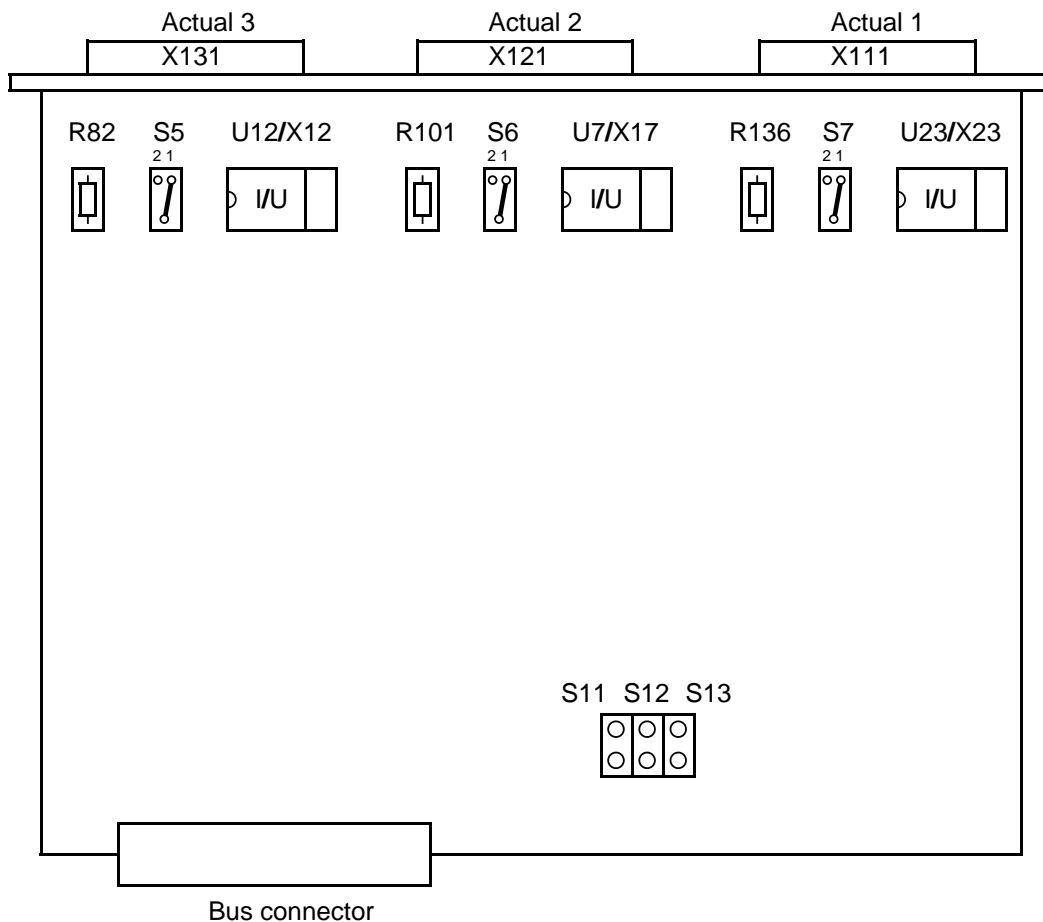 Actual 3 Actual 2 Actual 1
X131 X121 X111
R82 S5 U12/X12 R101 S6 U7/X17 R136 S7 U23/X23
2 1 2 1 2 1
I/U I/U I/U
S11 S12 S13
Bus connector